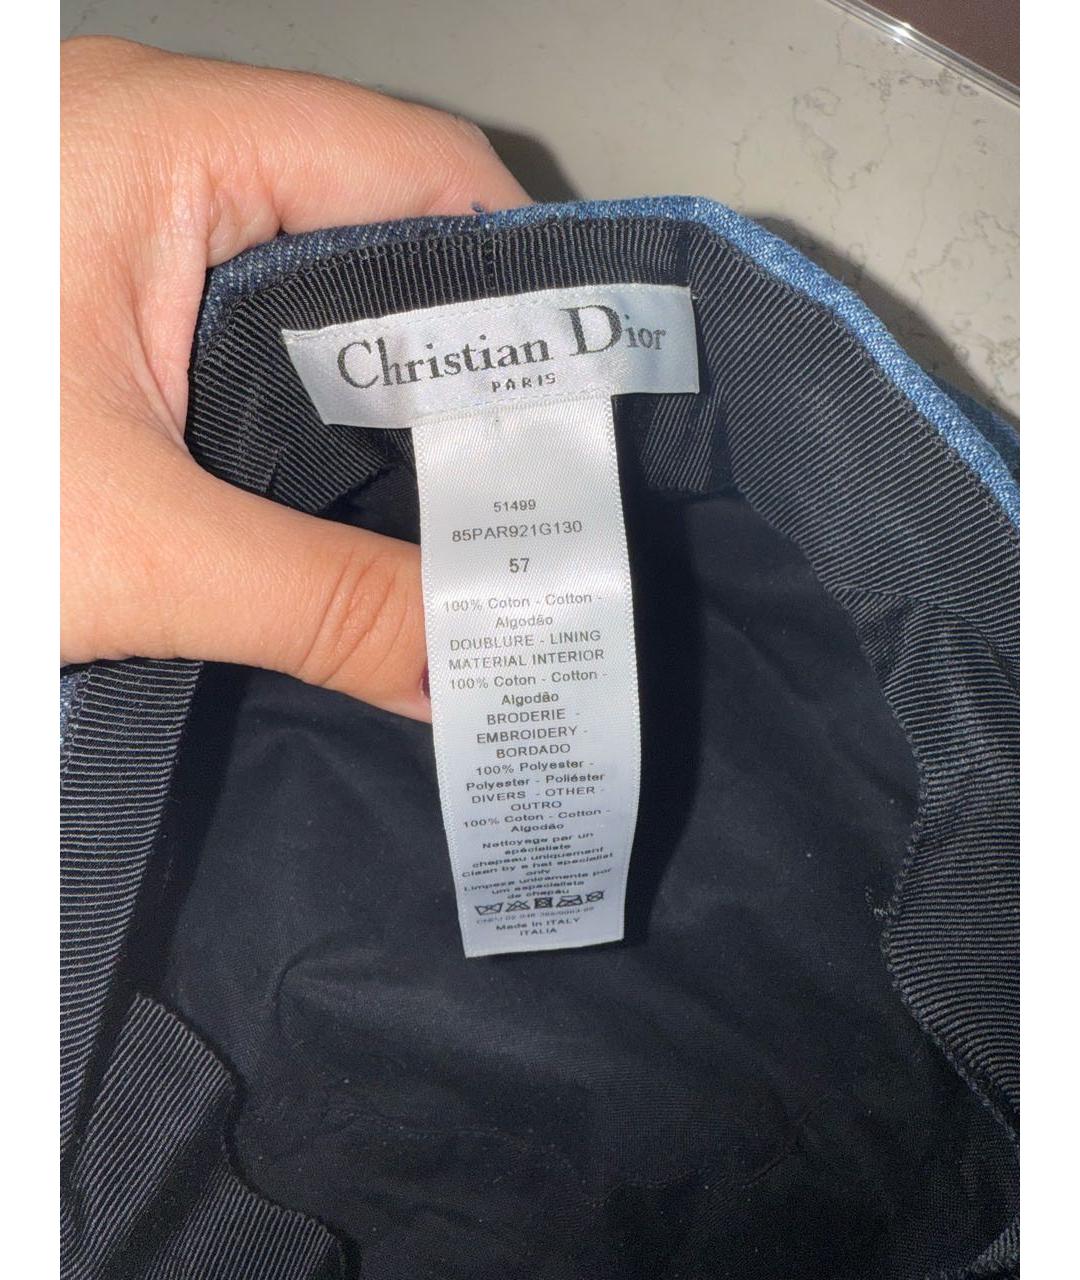 Christian Dior
PARIS
51499
85PAR921G130
57
100% Coton - Cotton -
Algodão
DOUBLURE - LINING
MATERIAL INTERIOR
100% Coton - Cotton -
Algodão
BRODERIE -
EMBROIDERY -
BORDADO
100% Polyester -
Polyester - Poliéster
DIVERS - OTHER -
OUTRO
100% Coton - Cotton -
Algodão
Nettoyage par un
spécialiste
chapeau uniquement
Clean by a hat specialist
only
Limpeza unicamente por
um especialista
de chapéu
Made in ITALY
ITALIA